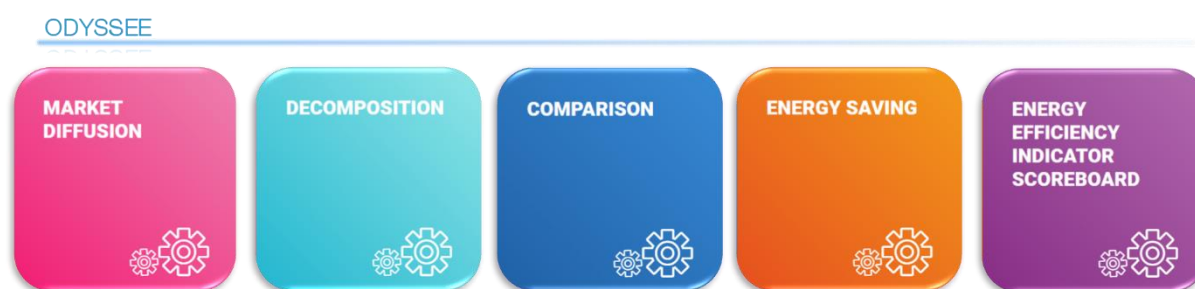 ODYSSEE
MARKET
DIFFUSION
DECOMPOSITION
COMPARISON
ENERGY SAVING
ENERGY
EFFICIENCY
INDICATOR
SCOREBOARD